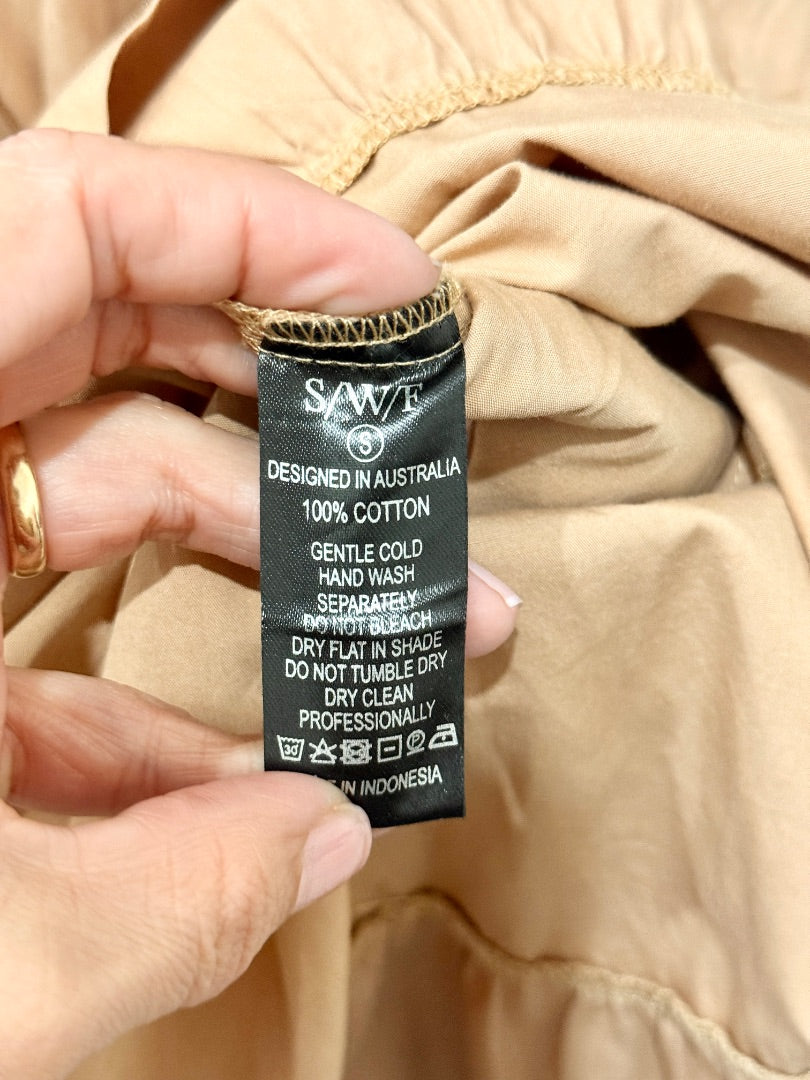 S/W/F
S
DESIGNED IN AUSTRALIA
100% COTTON
GENTLE COLD
HAND WASH
SEPARATELY
DO NOT BLEACH
DRY FLAT IN SHADE
DO NOT TUMBLE DRY
DRY CLEAN
PROFESSIONALLY
30 P
IN INDONESIA